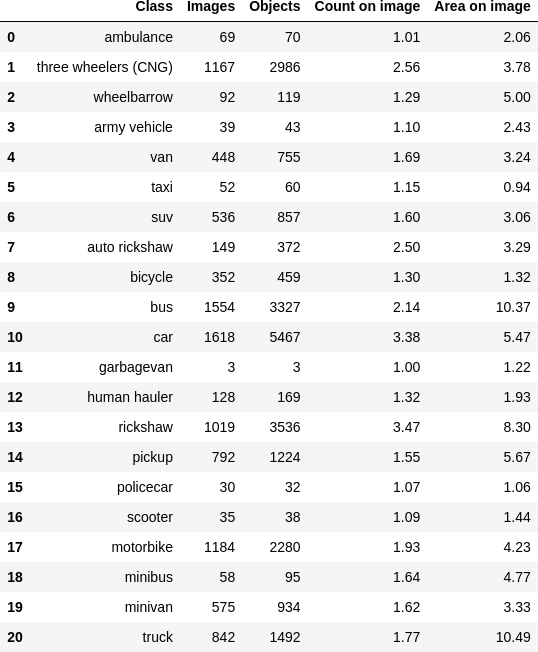 Class Images Objects Count on image Area on image
0 ambulance 69 70 1.01 2.06
1 three wheelers (CNG) 1167 2986 2.56 3.78
2 wheelbarrow 92 119 1.29 5.00
3 army vehicle 39 43 1.10 2.43
4 van 448 755 1.69 3.24
5 taxi 52 60 1.15 0.94
6 suv 536 857 1.60 3.06
7 auto rickshaw 149 372 2.50 3.29
8 bicycle 352 459 1.30 1.32
9 bus 1554 3327 2.14 10.37
10 car 1618 5467 3.38 5.47
11 garbagevan 3 3 1.00 1.22
12 human hauler 128 169 1.32 1.93
13 rickshaw 1019 3536 3.47 8.30
14 pickup 792 1224 1.55 5.67
15 policecar 30 32 1.07 1.06
16 scooter 35 38 1.09 1.44
17 motorbike 1184 2280 1.93 4.23
18 minibus 58 95 1.64 4.77
19 minivan 575 934 1.62 3.33
20 truck 842 1492 1.77 10.49